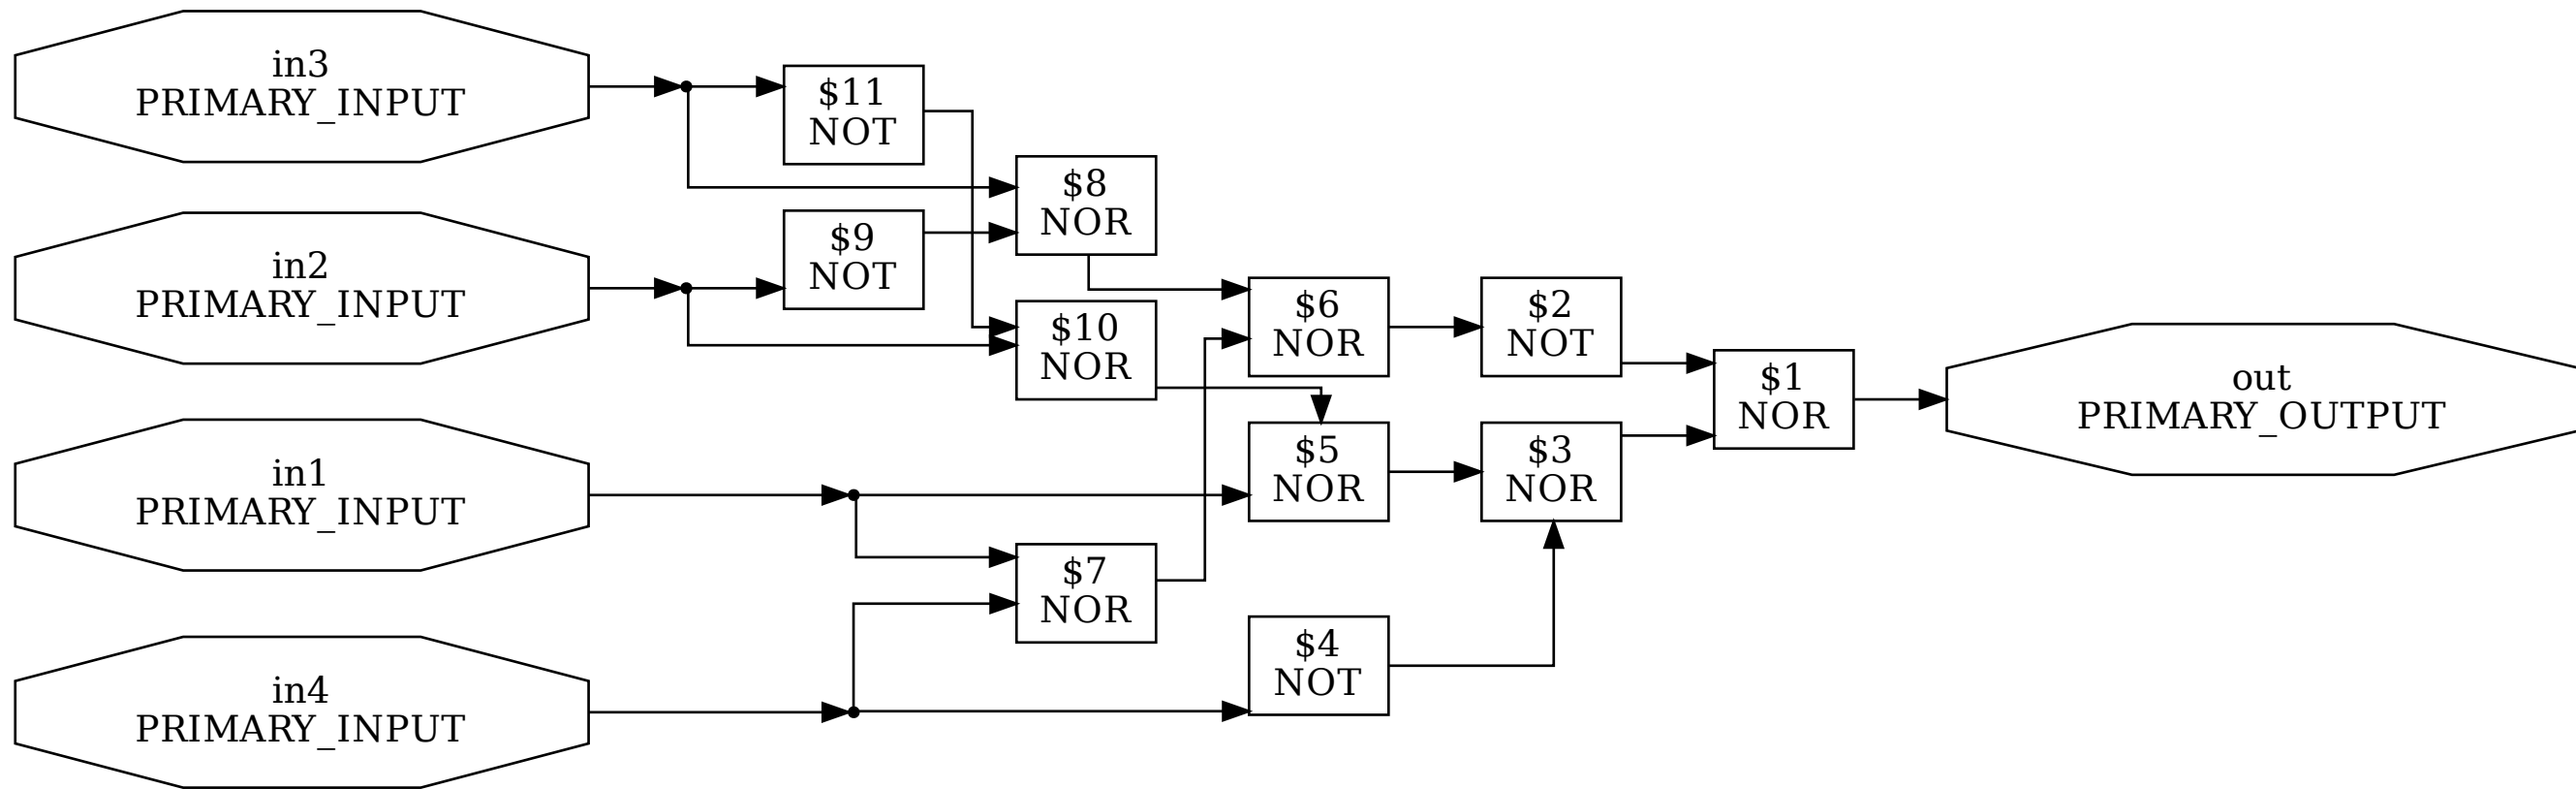 in3
PRIMARY_INPUT
$11
NOT
$8
NOR
in2
PRIMARY_INPUT
$9
NOT
$10
NOR
$6
NOR
$2
NOT
$1
NOR
out
PRIMARY_OUTPUT
in1
PRIMARY_INPUT
$5
NOR
$3
NOR
$7
NOR
$4
NOT
in4
PRIMARY_INPUT